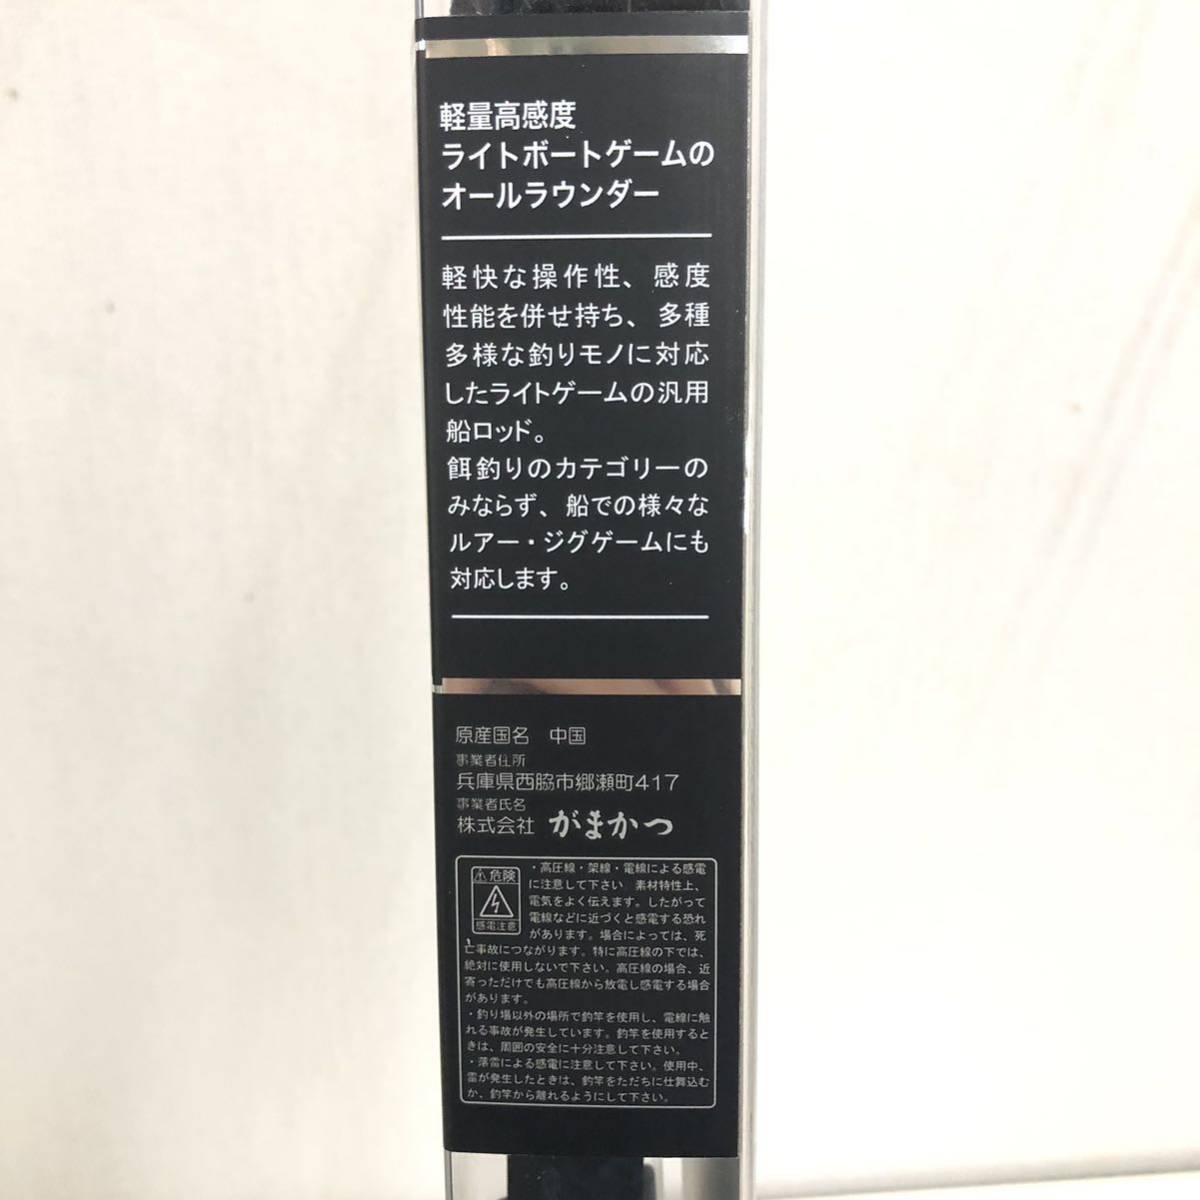 軽量高感度
ライトボートゲームの
オールラウンダー
軽快な操作性、感度
性能を併せ持ち、多種
多様な釣りモノに対応
したライトゲームの汎用
船ロッド。
餌釣りのカテゴリーの
みならず、船での様々な
ルアー・ジグゲームにも
対応します。
原産国名 中国
事業者住所
兵庫県西脇市郷瀬町417
事業者氏名
株式会社 がまかつ
⚠危険
感電注意
・高圧線・架線・電線による感電
に注意して下さい 素材特性上、
電気をよく伝えます。したがって
電線などに近づくと感電する恐れ
があります。場合によっては、死
亡事故につながります。特に高圧線の下では、
絶対に使用しないで下さい。高圧線の場合、近
寄っただけでも高圧線から放電し感電する場合
があります。
・釣り場以外の場所で釣竿を使用し、電線に触
れる事故が発生しています。釣竿を使用すると
きは、周囲の安全に十分注意して下さい。
・落雷による感電に注意して下さい。使用中、
雷が発生したときは、釣竿をただちに仕舞込む
か、釣竿から離れるようにして下さい。